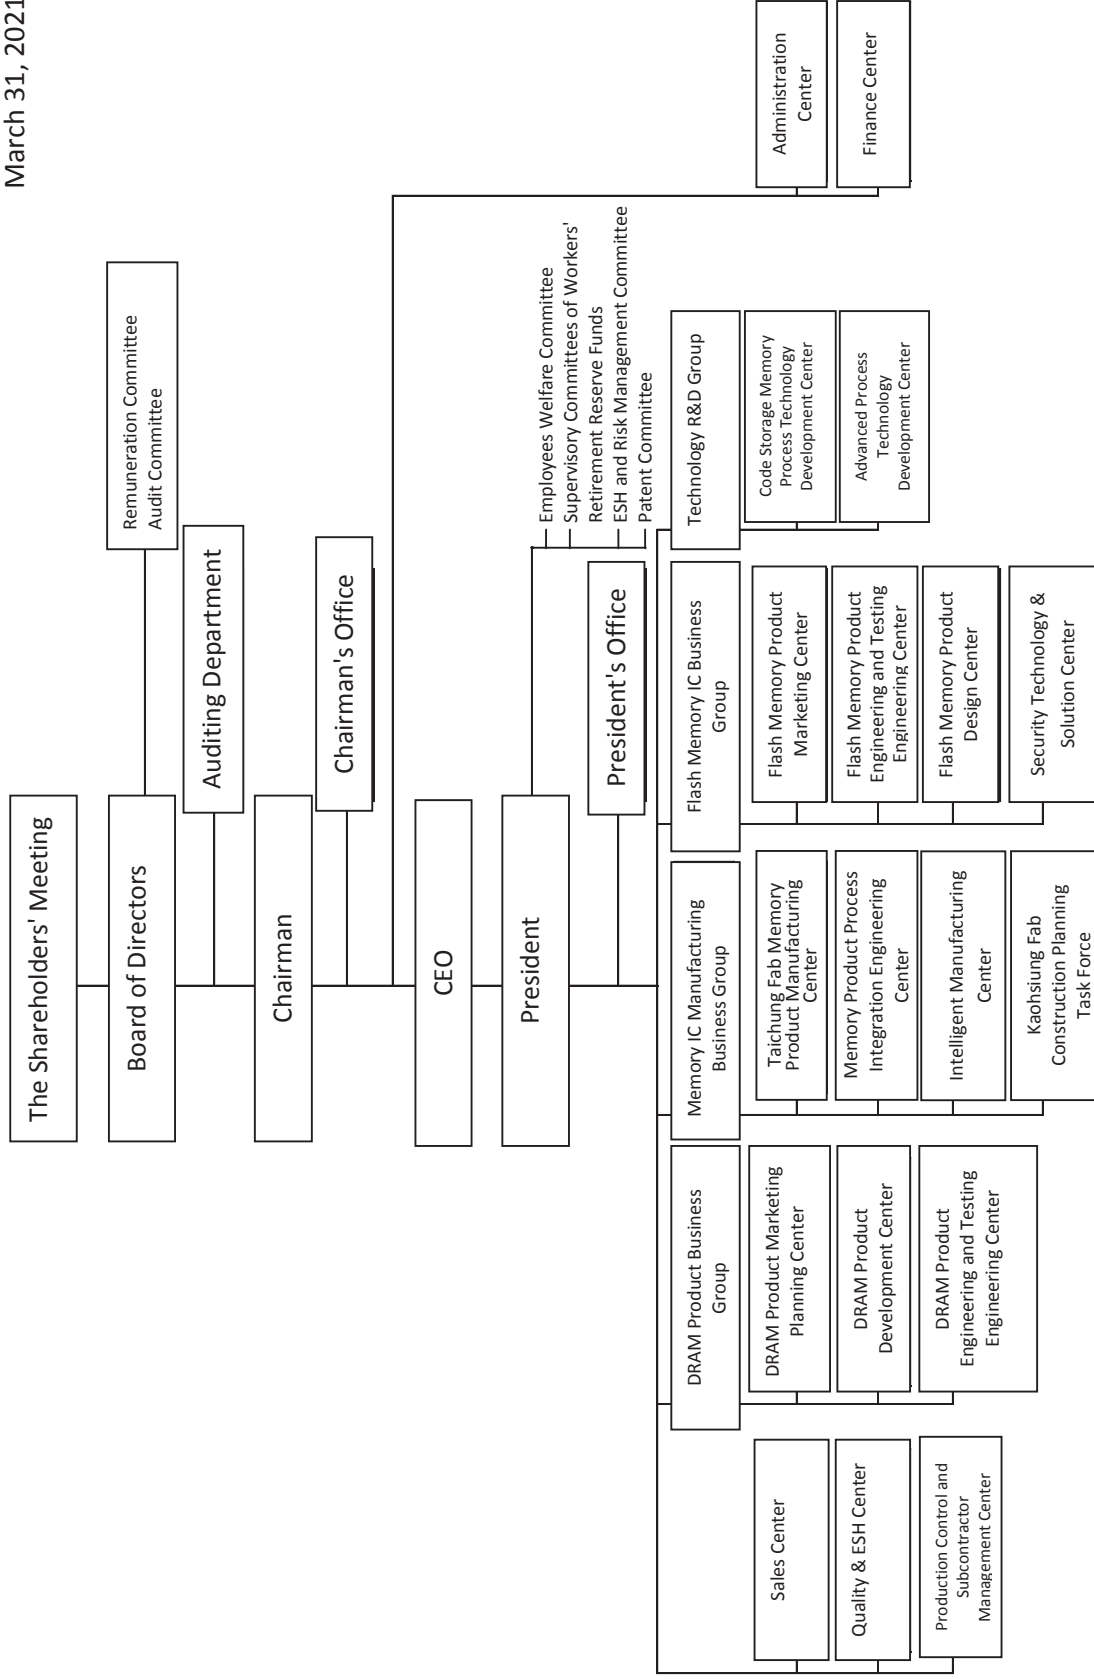 March 31, 2021
The Shareholders' Meeting
Board of Directors
Remuneration Committee
Audit Committee
Auditing Department
Chairman
Chairman's Office
CEO
President
Employees Welfare Committee
Supervisory Committees of Workers'
Retirement Reserve Funds
ESH and Risk Management Committee
Patent Committee
President's Office
Sales Center
Quality & ESH Center
Production Control and
Subcontractor
Management Center
DRAM Product Business
Group
DRAM Product Marketing
Planning Center
DRAM Product
Development Center
DRAM Product
Engineering and Testing
Engineering Center
Memory IC Manufacturing
Business Group
Taichung Fab Memory
Product Manufacturing
Center
Memory Product Process
Integration Engineering
Center
Intelligent Manufacturing
Center
Kaohsiung Fab
Construction Planning
Task Force
Flash Memory IC Business
Group
Flash Memory Product
Marketing Center
Flash Memory Product
Engineering and Testing
Engineering Center
Flash Memory Product
Design Center
Security Technology &
Solution Center
Technology R&D Group
Code Storage Memory
Process Technology
Development Center
Advanced Process
Technology
Development Center
Administration
Center
Finance Center